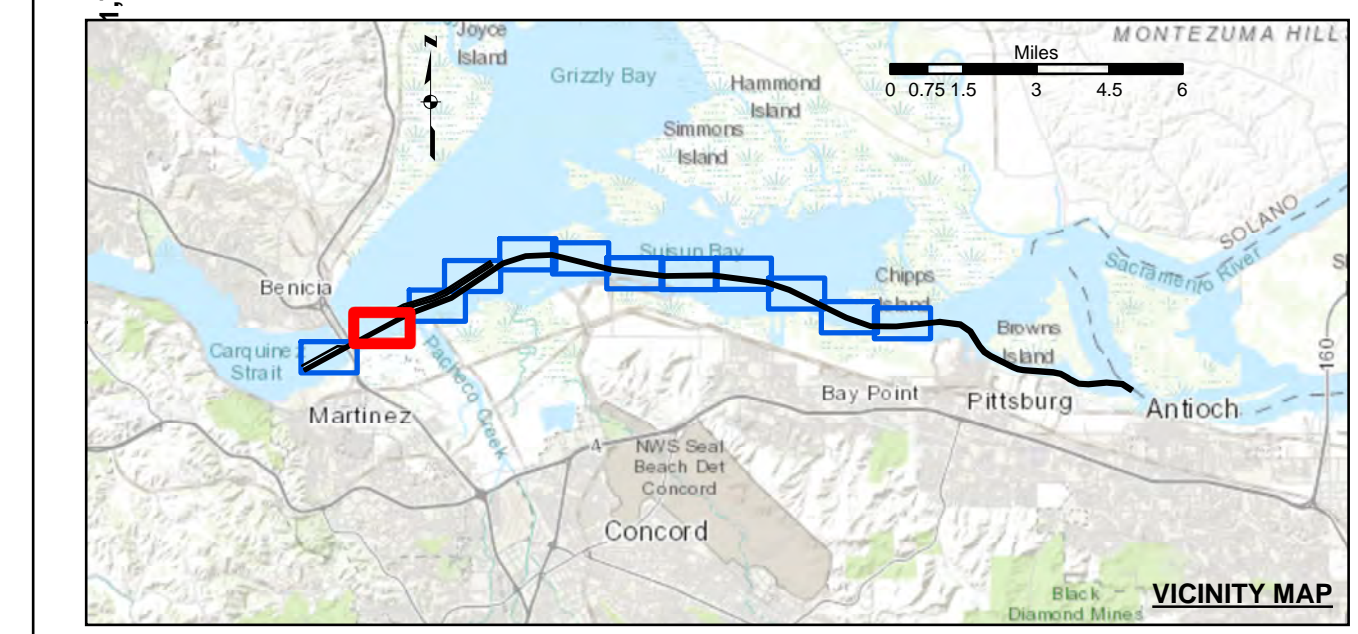 Joyce
Island
MONTEZUMA HILL
N
Miles
0 0.75 1.5 3 4.5 6
Grizzly Bay
Hammond
Island
Simmons
Island
SOLANO
Sacramento River
Suisun Bay
Chipps
Island
Benicia
Browns
Island
160
Carquinez
Strait
Pacheco Creek
Bay Point
Pittsburg
Antioch
Martinez
4
NWS Seal
Beach Det
Concord
Concord
Black
Diamond Mines
VICINITY MAP